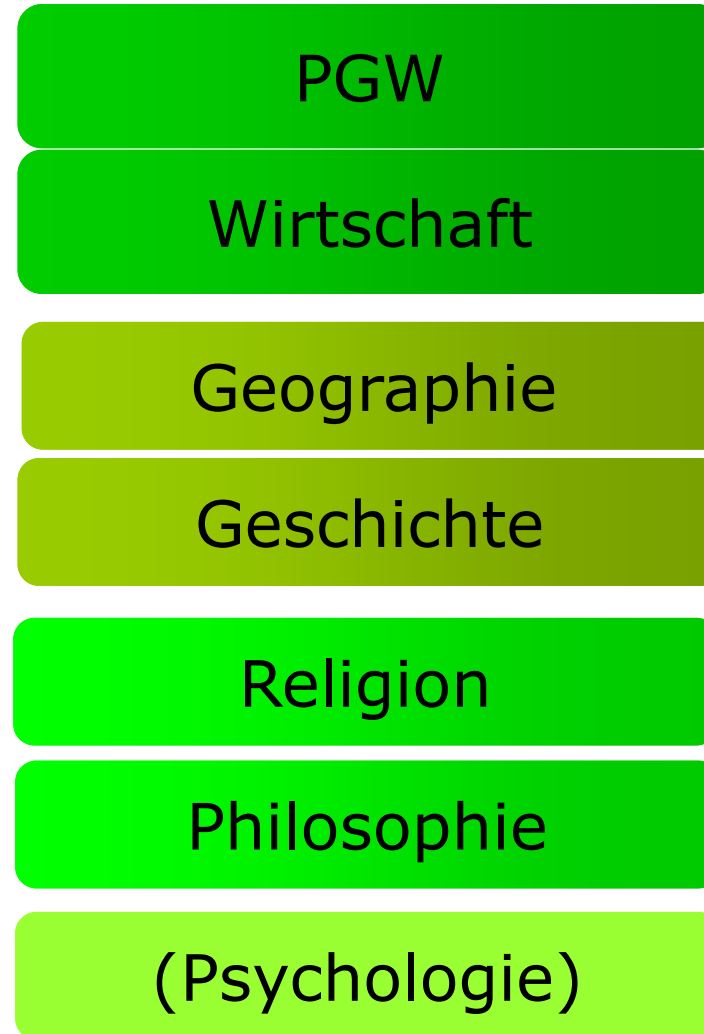 PGW
Wirtschaft
Geographie
Geschichte
Religion
Philosophie
(Psychologie)